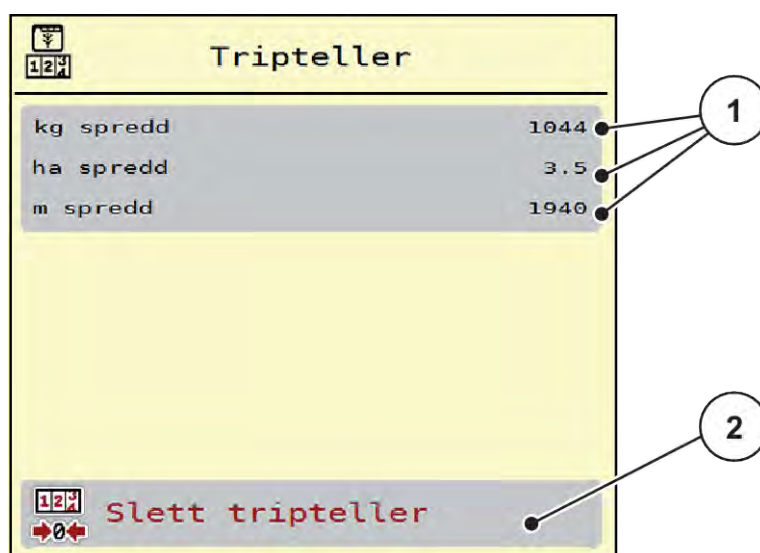 Tripteller
kg spredd 1044
ha spredd 3.5
m spredd 1940
Slett tripteller
1
2